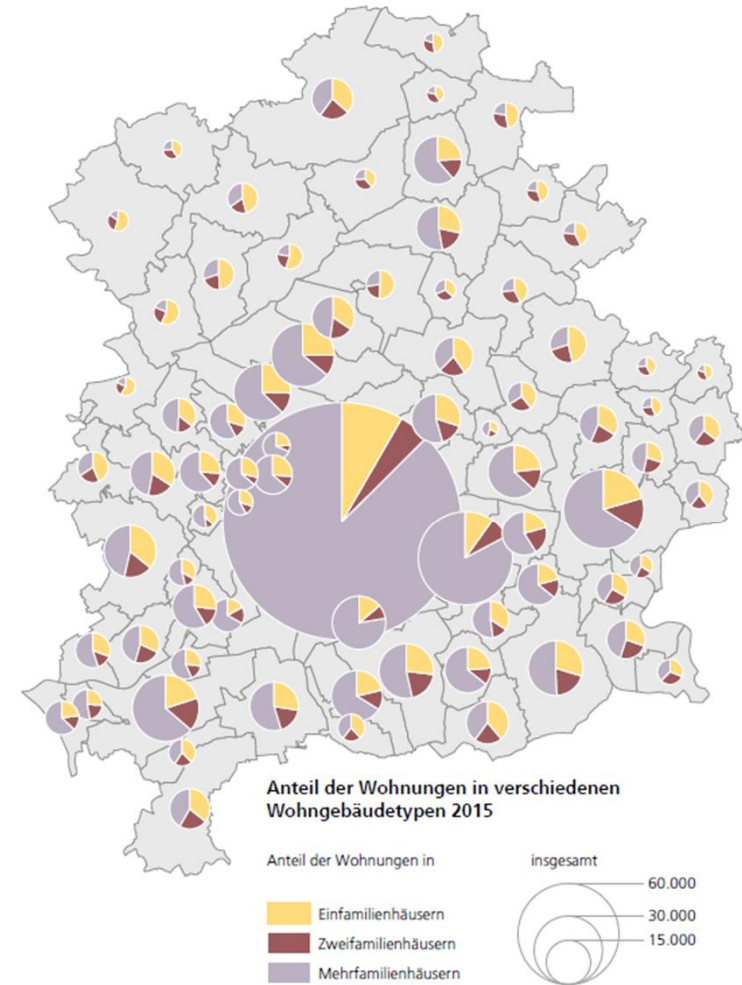 Anteil der Wohnungen in verschiedenen
Wohngebäudetypen 2015
Anteil der Wohnungen in
insgesamt
60.000
30.000
15.000
Einfamilienhäusern
Zweifamilienhäusern
Mehrfamilienhäusern